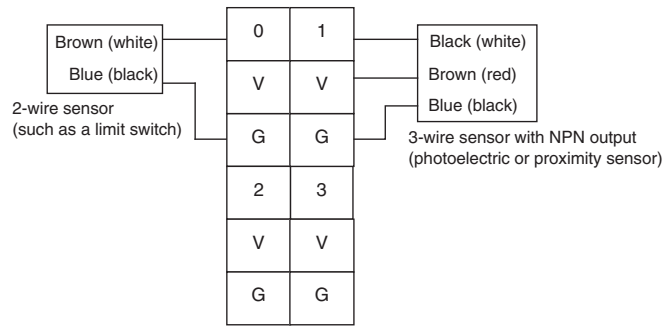 Brown (white)
Blue (black)
2-wire sensor
(such as a limit switch)
0 1
V V
G G
2 3
V V
G G
Black (white)
Brown (red)
Blue (black)
3-wire sensor with NPN output
(photoelectric or proximity sensor)